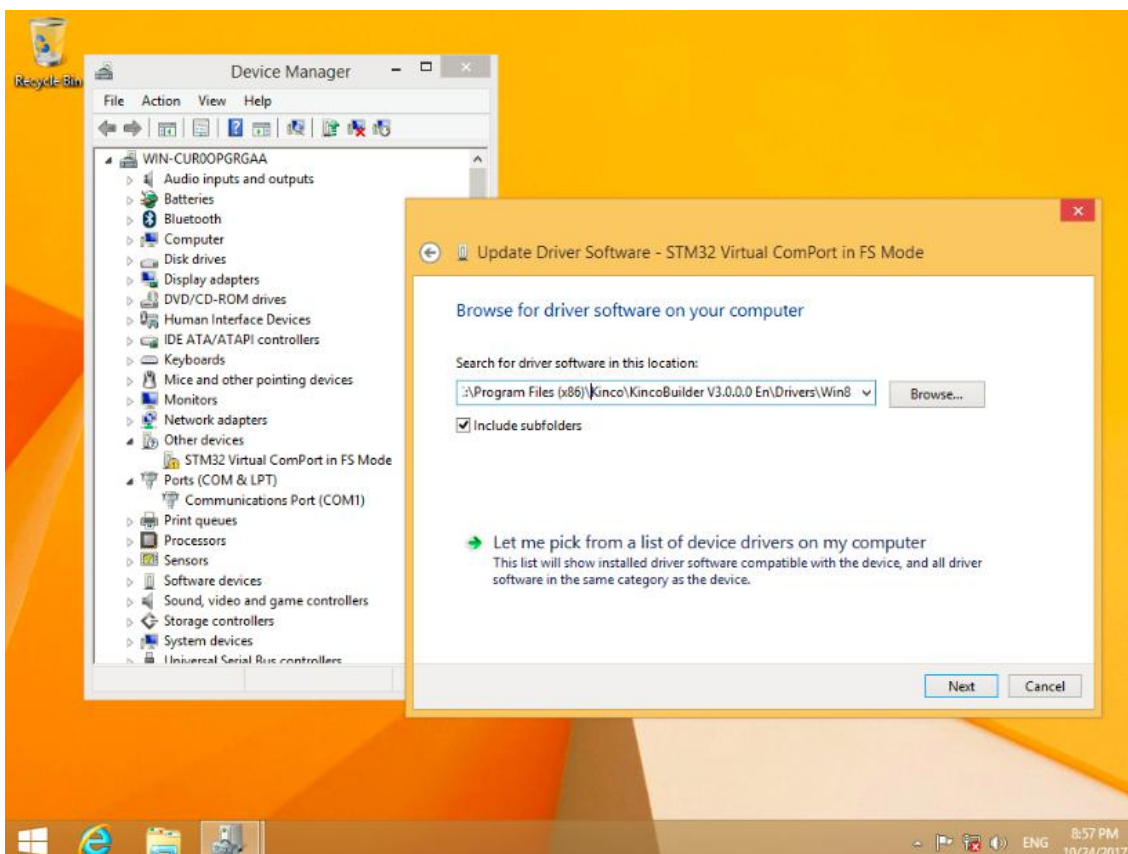 Recycle Bin
Device Manager
File Action View Help
WIN-CUR0OPGRGAA
Audio inputs and outputs
Batteries
Bluetooth
Computer
Disk drives
Display adapters
DVD/CD-ROM drives
Human Interface Devices
IDE ATA/ATAPI controllers
Keyboards
Mice and other pointing devices
Monitors
Network adapters
Other devices
STM32 Virtual ComPort in FS Mode
Ports (COM & LPT)
Communications Port (COM1)
Print queues
Processors
Sensors
Software devices
Sound, video and game controllers
Storage controllers
System devices
Universal Serial Bus controllers
Update Driver Software - STM32 Virtual ComPort in FS Mode
Browse for driver software on your computer
Search for driver software in this location:
:\Program Files (x86)\Kinco\KincoBuilder V3.0.0.0 En\Drivers\Win8
Browse...
Include subfolders
Let me pick from a list of device drivers on my computer
This list will show installed driver software compatible with the device, and all driver
software in the same category as the device.
Next Cancel
ENG
8:57 PM
10/24/2017